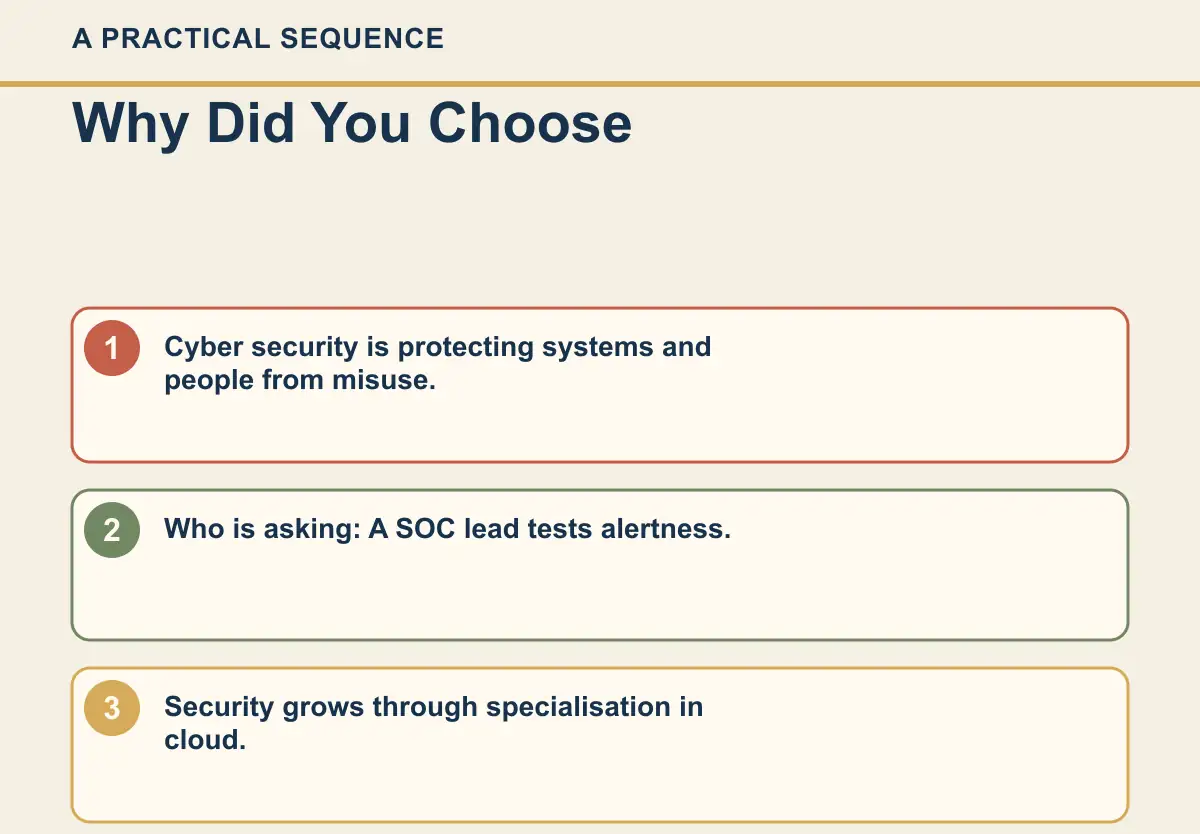 A PRACTICAL SEQUENCE
Why Did You Choose
1
Cyber security is protecting systems and
people from misuse.
2
Who is asking: A SOC lead tests alertness.
3
Security grows through specialisation in
cloud.